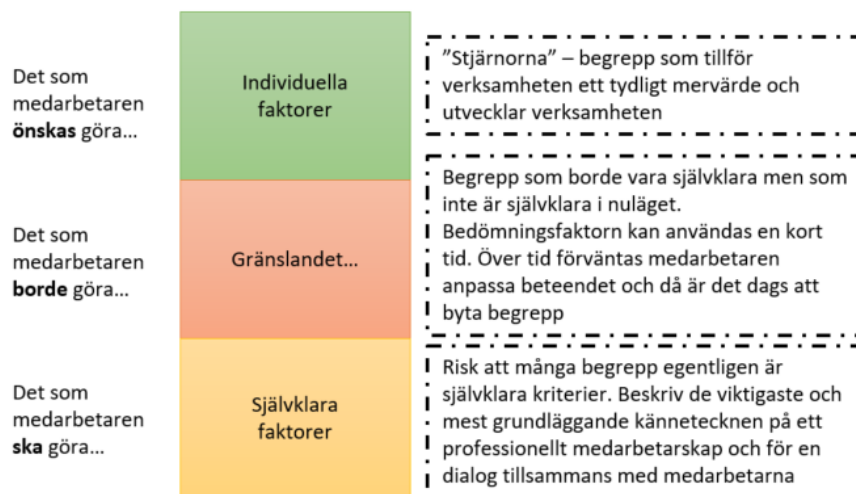 Det som
medarbetaren
önskas göra...
Individuella
faktorer
”Stjärnorna” – begrepp som tillför
verksamheten ett tydligt mervärde och
utvecklar verksamheten
Det som
medarbetaren
borde göra...
Gränslandet...
Begrepp som borde vara självklara men som
inte är självklara i nuläget.
Bedömningsfaktorn kan användas en kort
tid. Över tid förväntas medarbetaren
anpassa beteendet och då är det dags att
byta begrepp
Det som
medarbetaren
ska göra...
Självklara
faktorer
Risk att många begrepp egentligen är
självklara kriterier. Beskriv de viktigaste och
mest grundläggande kännetecknen på ett
professionellt medarbetarskap och för en
dialog tillsammans med medarbetarna